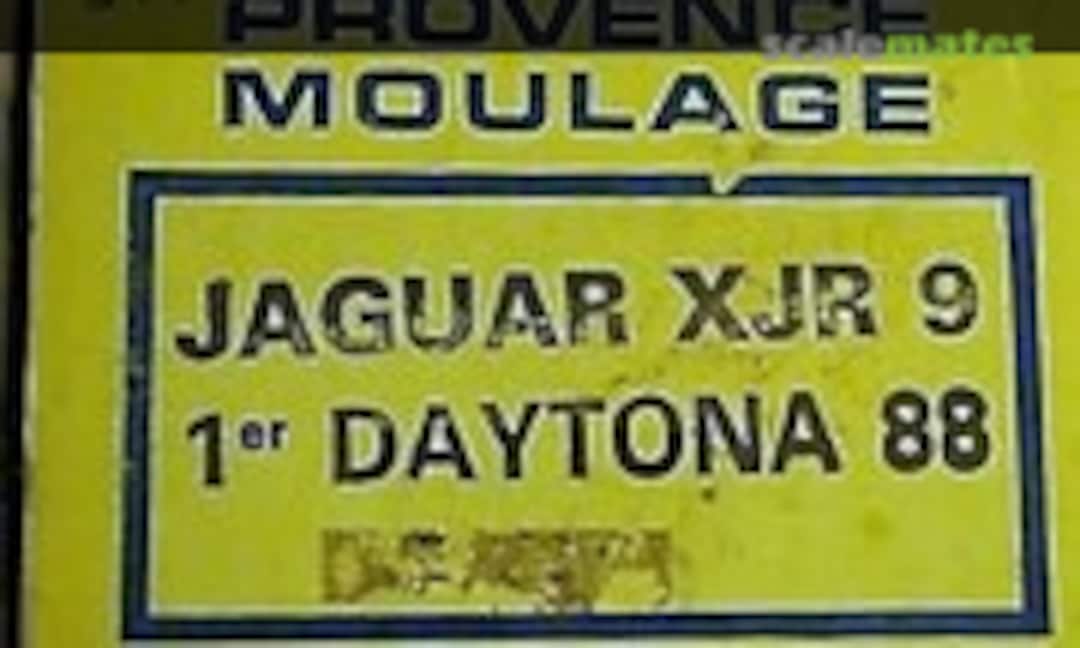 PROVENCE
scalemates
MOULAGE
JAGUAR XJR 9
1er DAYTONA 88